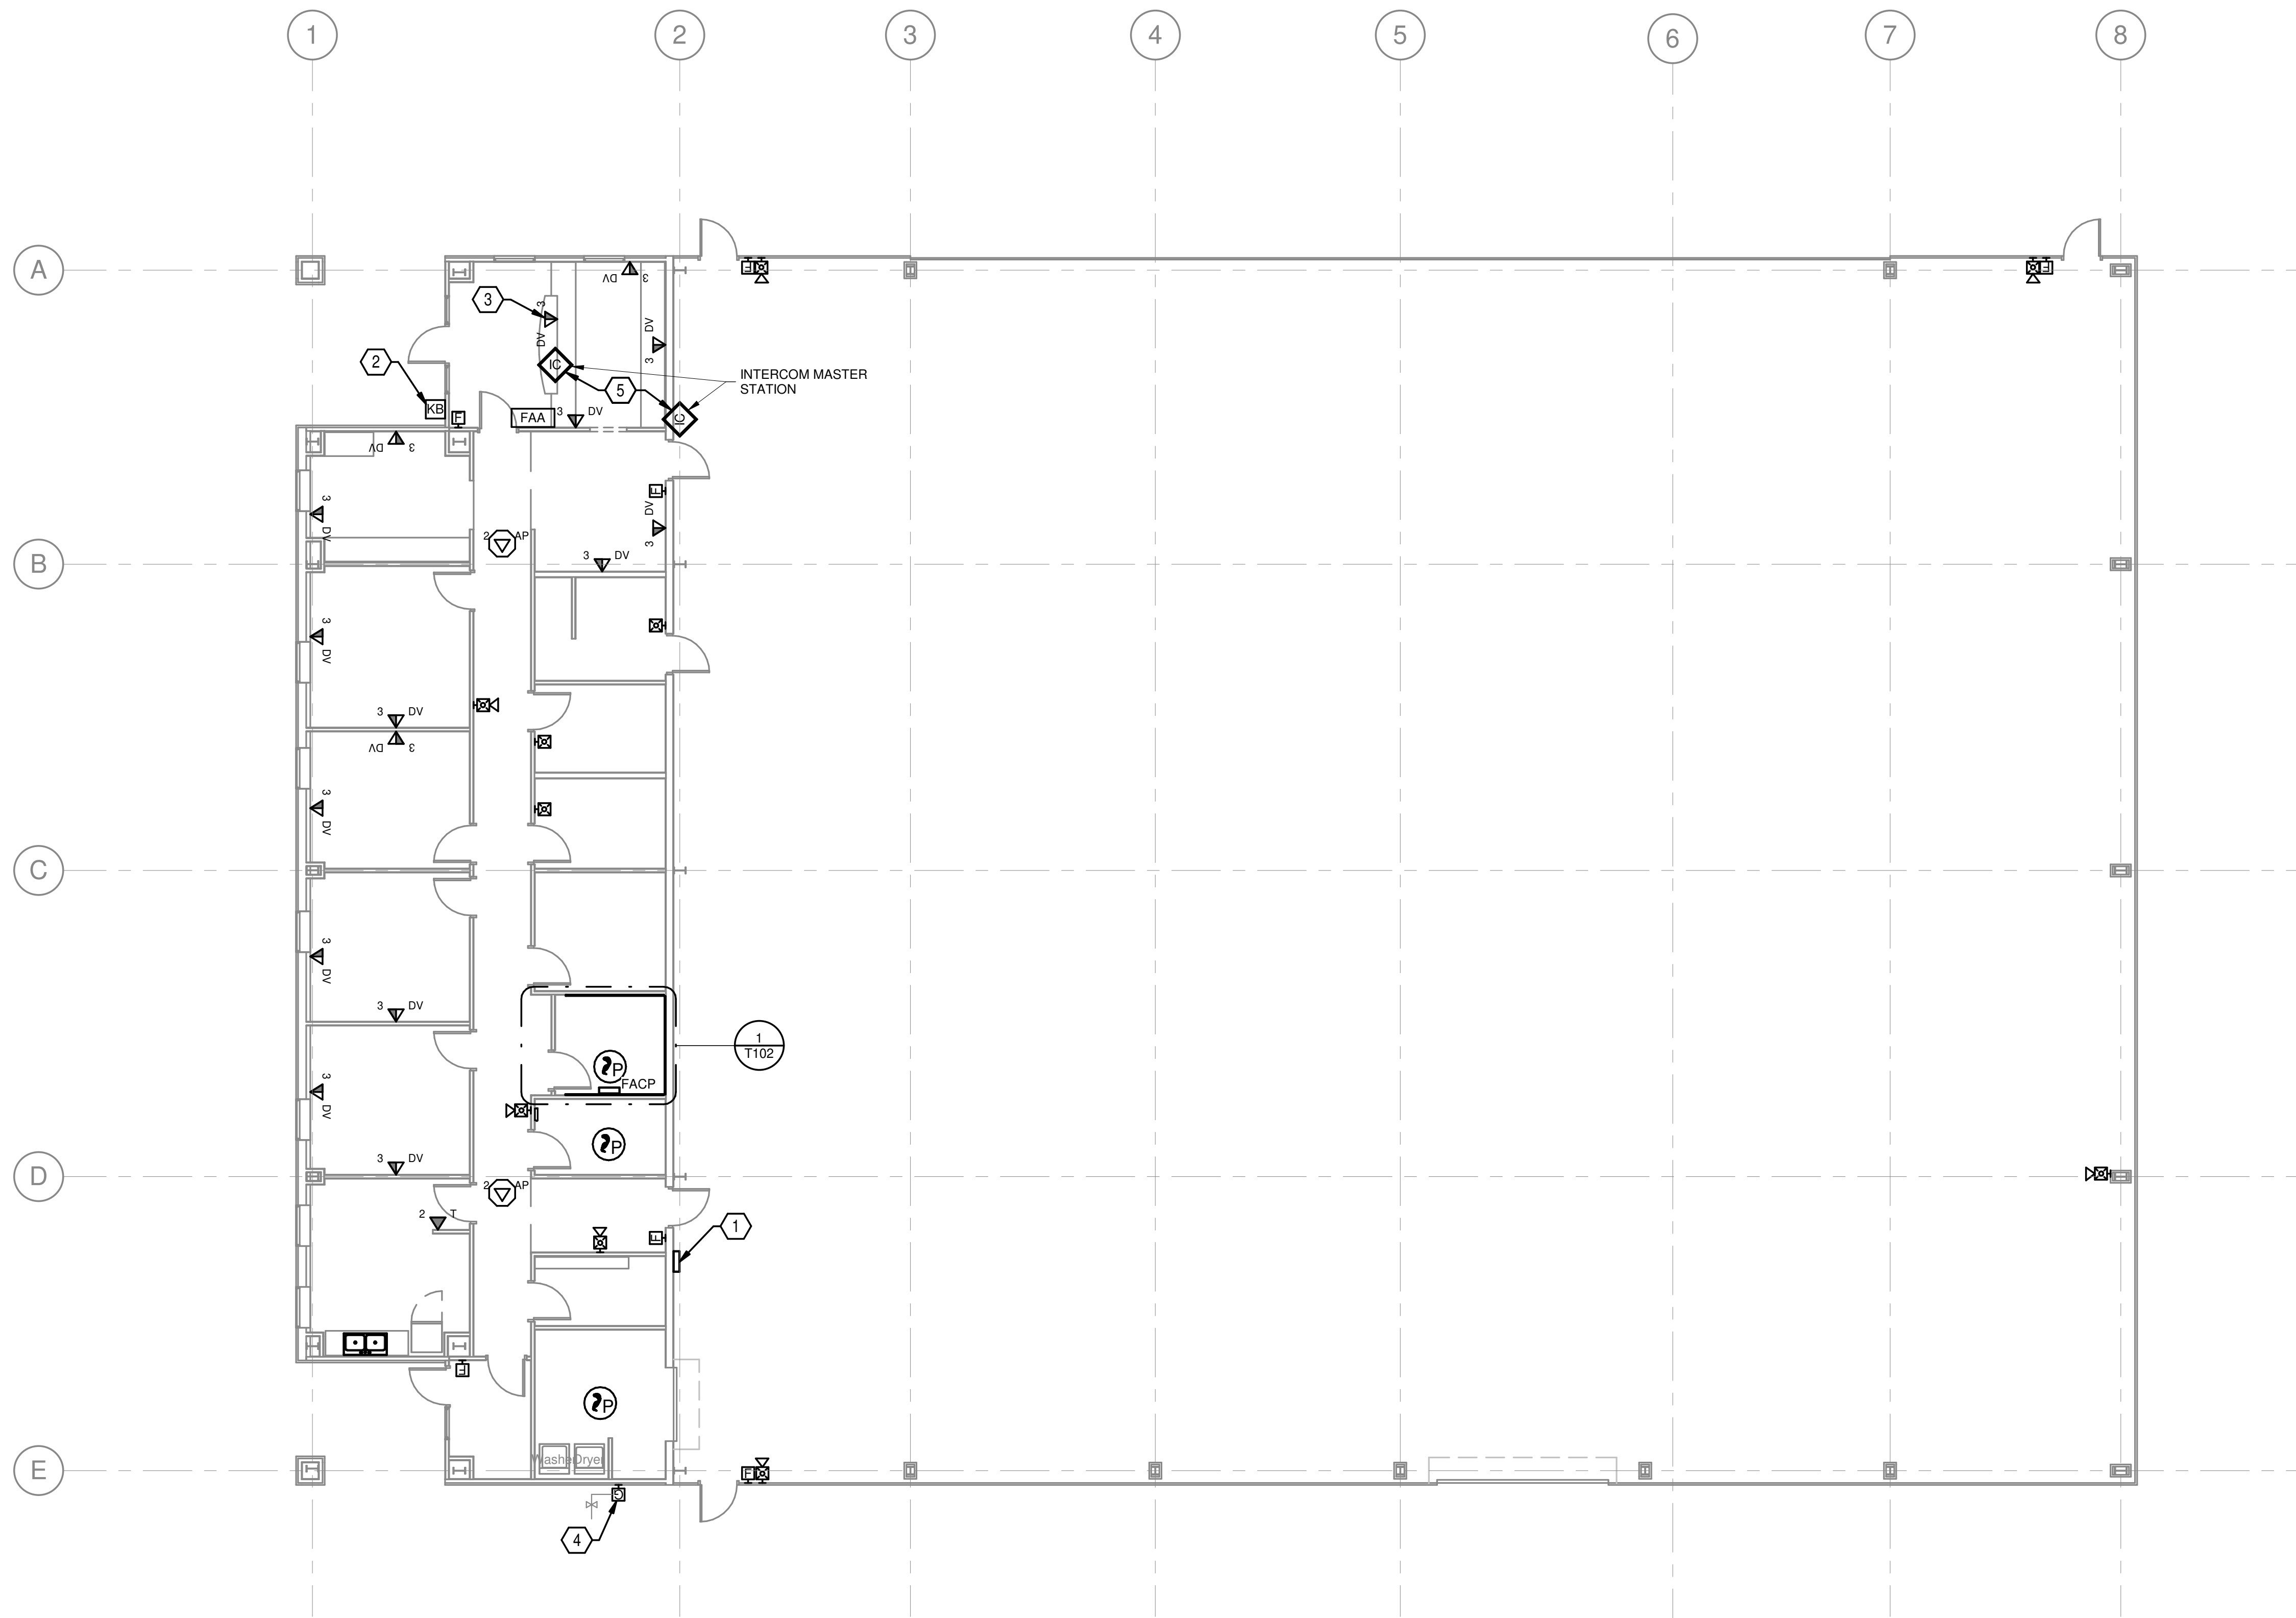 1 2 3 4 5 6 7 8
A
F
F
DV 3
3
3
DV
DV
3
2
IC
5
INTERCOM MASTER
STATION
KB
F
FAA
3 DV
IC
DV 3
3
DV
F
DV
3
2 AP
3 DV
B
3
DV
3 DV
DV 3
3
DV
C
3
DV
3 DV
1
T102
P
FACP
3
DV
P
3 DV
D
2 AP
2 T
F
1
F
P
Washer Dryer
E
F
G
4